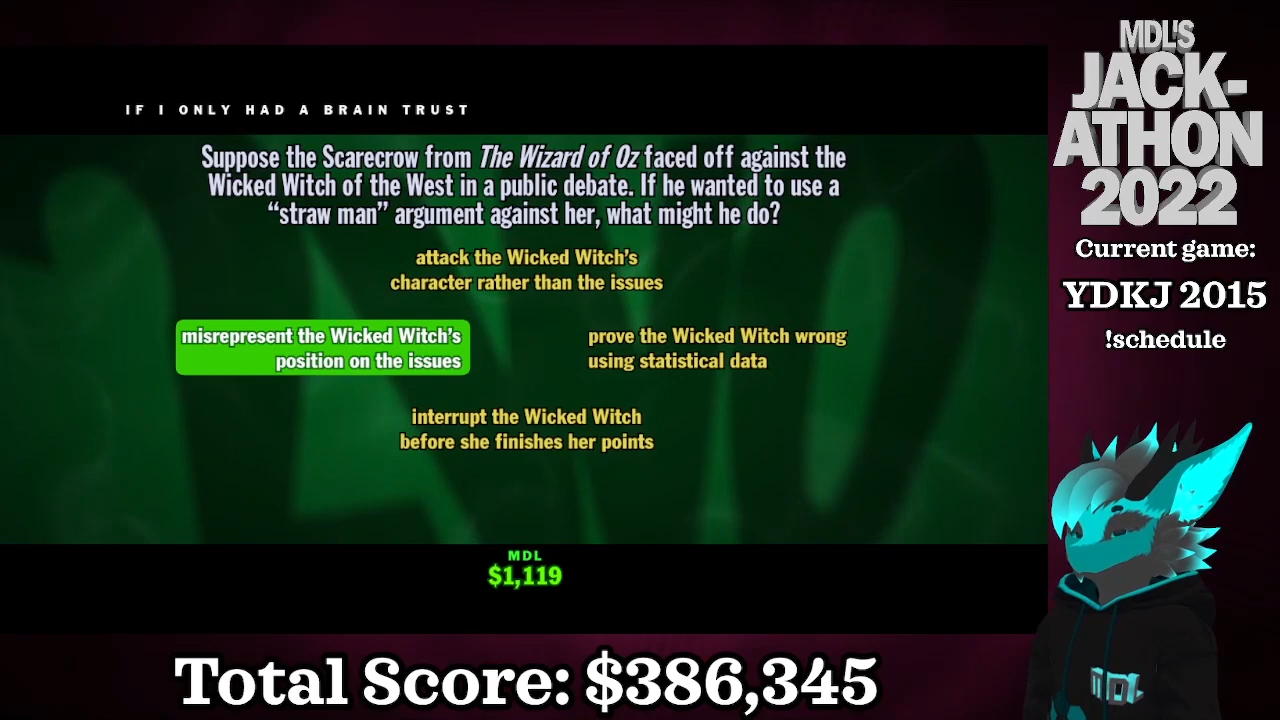 IF I ONLY HAD A BRAIN TRUST
Suppose the Scarecrow from The Wizard of Oz faced off against the
Wicked Witch of the West in a public debate. If he wanted to use a
“straw man” argument against her, what might he do?
attack the Wicked Witch’s
character rather than the issues
misrepresent the Wicked Witch’s
position on the issues
prove the Wicked Witch wrong
using statistical data
interrupt the Wicked Witch
before she finishes her points
MDL
$1,119
Total Score: $386,345
MDL'S
JACK-
ATHON
2022
Current game:
YDKJ 2015
!schedule
MDL